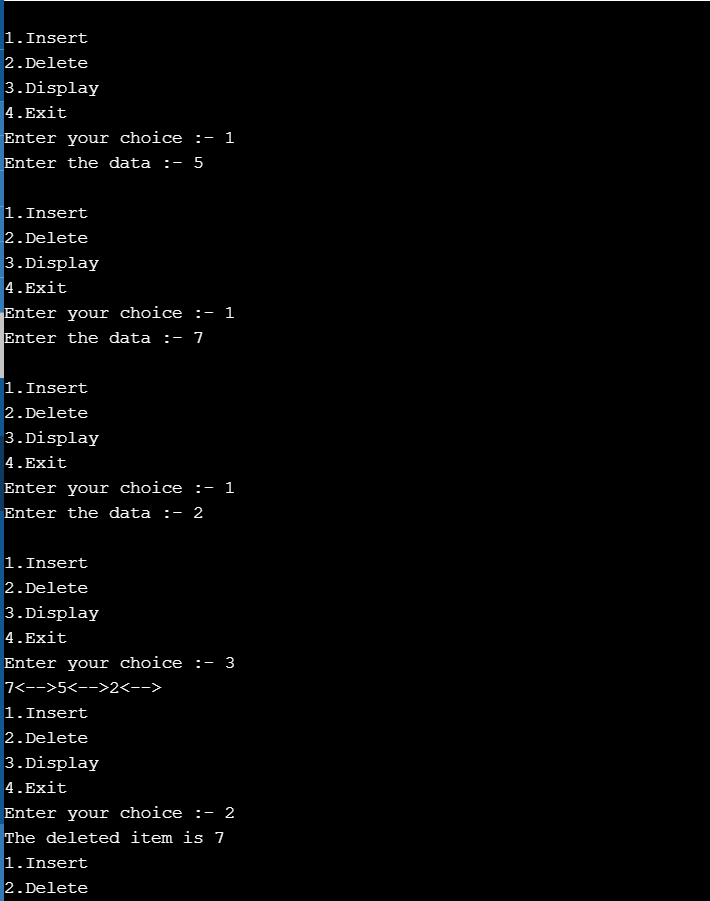 1.Insert
2.Delete
3.Display
4.Exit
Enter your choice :- 1
Enter the data :- 5
1.Insert
2.Delete
3.Display
4.Exit
Enter your choice :- 1
Enter the data :- 7
1.Insert
2.Delete
3.Display
4.Exit
Enter your choice :- 1
Enter the data :- 2
1.Insert
2.Delete
3.Display
4.Exit
Enter your choice :- 3
7<-->5<-->2<-->
1.Insert
2.Delete
3.Display
4.Exit
Enter your choice :- 2
The deleted item is 7
1.Insert
2.Delete